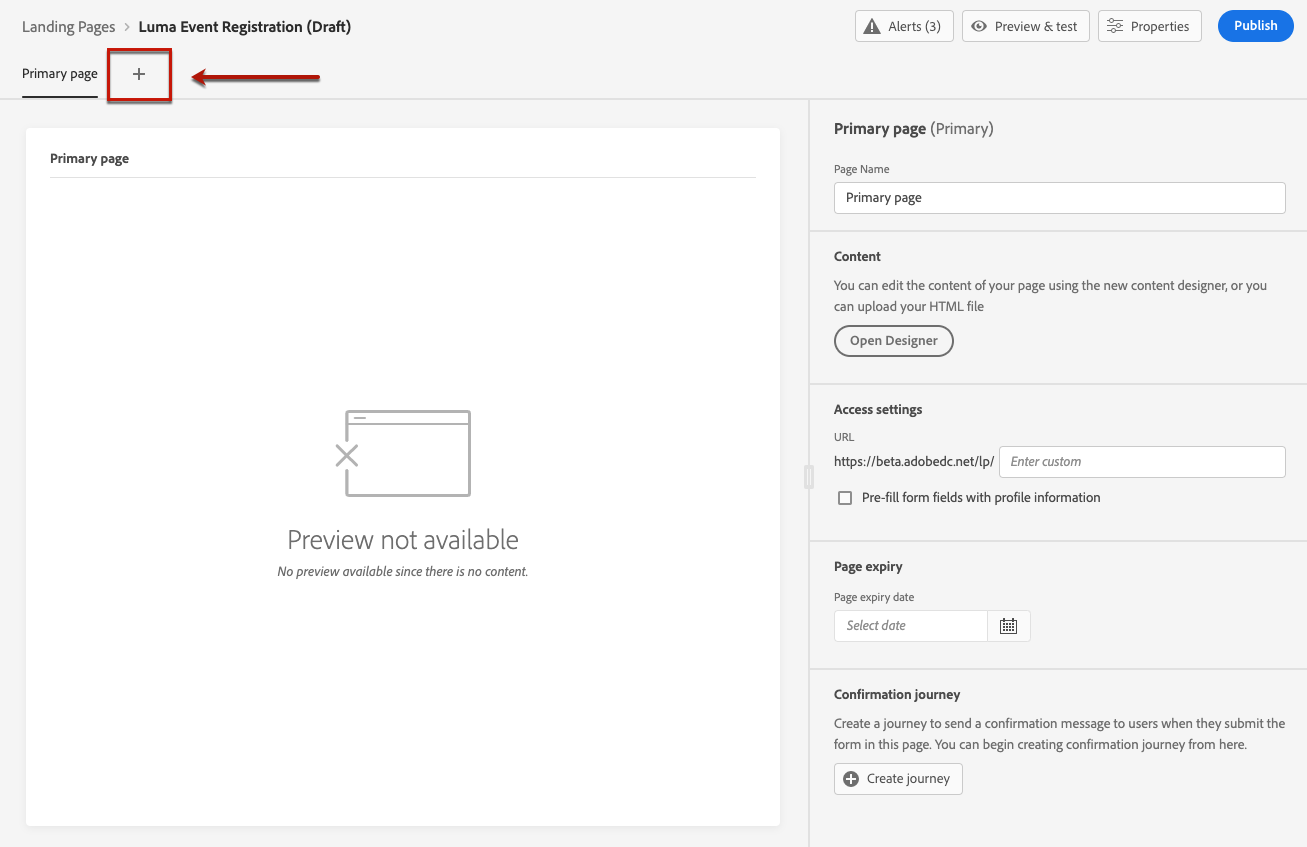 Landing Pages > Luma Event Registration (Draft)
Alerts (3)
Preview & test
Properties
Publish
Primary page
+
Primary page
Preview not available
No preview available since there is no content.
Primary page (Primary)
Page Name
Primary page
Content
You can edit the content of your page using the new content designer, or you
can upload your HTML file
Open Designer
Access settings
URL
https://beta.adobedc.net/lp/
Enter custom
Pre-fill form fields with profile information
Page expiry
Page expiry date
Select date
Confirmation journey
Create a journey to send a confirmation message to users when they submit the
form in this page. You can begin creating confirmation journey from here.
Create journey